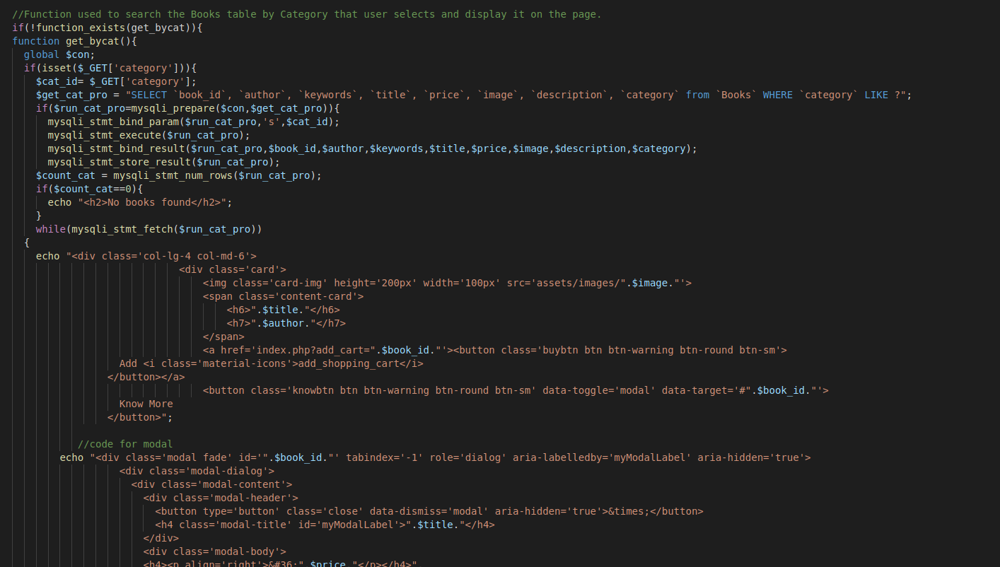 //Function used to search the Books table by Category that user selects and display it on the page.
if(!function_exists(get_bycat)){
function get_bycat(){
global $con;
if(isset($_GET['category'])){
$cat_id= $_GET['category'];
$get_cat_pro = "SELECT `book_id`, `author`, `keywords`, `title`, `price`, `image`, `description`, `category` from `Books` WHERE `category` LIKE ?";
if($run_cat_pro=mysqli_prepare($con,$get_cat_pro)){
mysqli_stmt_bind_param($run_cat_pro,'s',$cat_id);
mysqli_stmt_execute($run_cat_pro);
mysqli_stmt_bind_result($run_cat_pro,$book_id,$author,$keywords,$title,$price,$image,$description,$category);
mysqli_stmt_store_result($run_cat_pro);
$count_cat = mysqli_stmt_num_rows($run_cat_pro);
if($count_cat==0){
echo "<h2>No books found</h2>";
}
while(mysqli_stmt_fetch($run_cat_pro))
{
echo "<div class='col-lg-4 col-md-6'>
<div class='card'>
<img class='card-img' height='200px' width='100px' src='assets/images/".$image."'>
<span class='content-card'>
<h6>".$title."</h6>
<h7>".$author."</h7>
</span>
<a href='index.php?add_cart=".$book_id."'><button class='buybtn btn btn-warning btn-round btn-sm'>
Add <i class='material-icons'>add_shopping_cart</i>
</button></a>
<button class='knowbtn btn btn-warning btn-round btn-sm' data-toggle='modal' data-target='#".$book_id."'>
Know More
</button>";
//code for modal
echo "<div class='modal fade' id='".$book_id."' tabindex='-1' role='dialog' aria-labelledby='myModalLabel' aria-hidden='true'>
<div class='modal-dialog'>
<div class='modal-content'>
<div class='modal-header'>
<button type='button' class='close' data-dismiss='modal' aria-hidden='true'>&times;</button>
<h4 class='modal-title' id='myModalLabel'>".$title."</h4>
</div>
<div class='modal-body'>
<h4><p align='right'>&#36;".$price."</p></h4>".